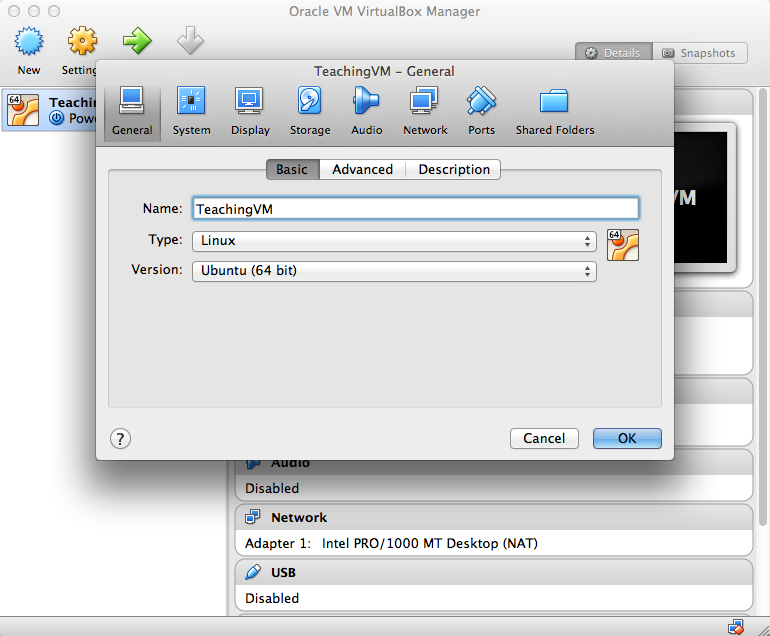 Oracle VM VirtualBox Manager
New
Setting
Details
Snapshots
TeachingVM – General
64
Teachin
General
System
Display
Storage
Audio
Network
Ports
Shared Folders
Basic
Advanced
Description
VM
Name:
TeachingVM
Type:
Linux
64
Version:
Ubuntu (64 bit)
?
Cancel
OK
Audio
Disabled
Network
Adapter 1: Intel PRO/1000 MT Desktop (NAT)
USB
Disabled